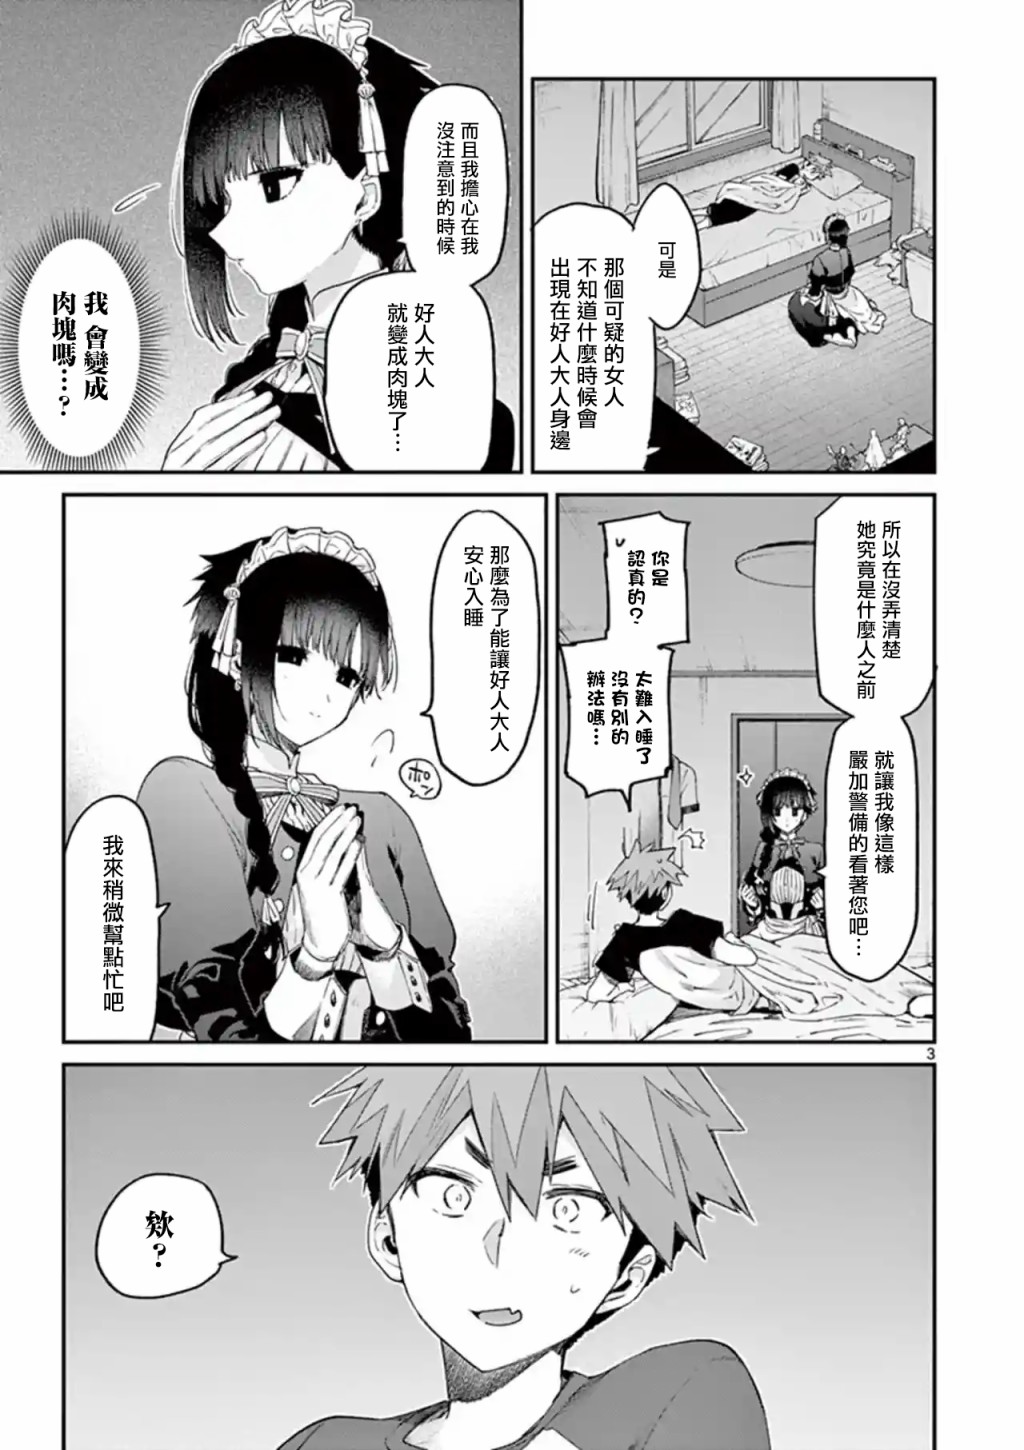 可是
那個可疑的女人
不知道什麼時候會
出現在好人大人身邊
而且我擔心在我
沒注意到的時候
好人大人
就變成肉塊了…
我 會變成
肉塊嗎…？
所以在沒弄清楚
她究竟是什麼人之前
就讓我像這樣
嚴加警備的看著您吧…
你是
認真的？
太難入睡了
沒有別的
辦法嗎…
3
那麼為了能讓好人大人
安心入睡
ポン
我來稍微幫點忙吧
欸？